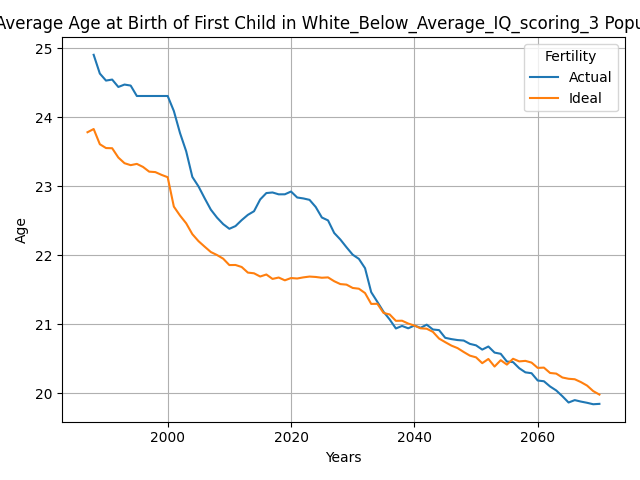 Average Age at Birth of First Child in White_Below_Average_IQ_scoring_3
25
24
23
22
21
20
Age
Fertility
Actual
Ideal
2000
2020
2040
2060
Years